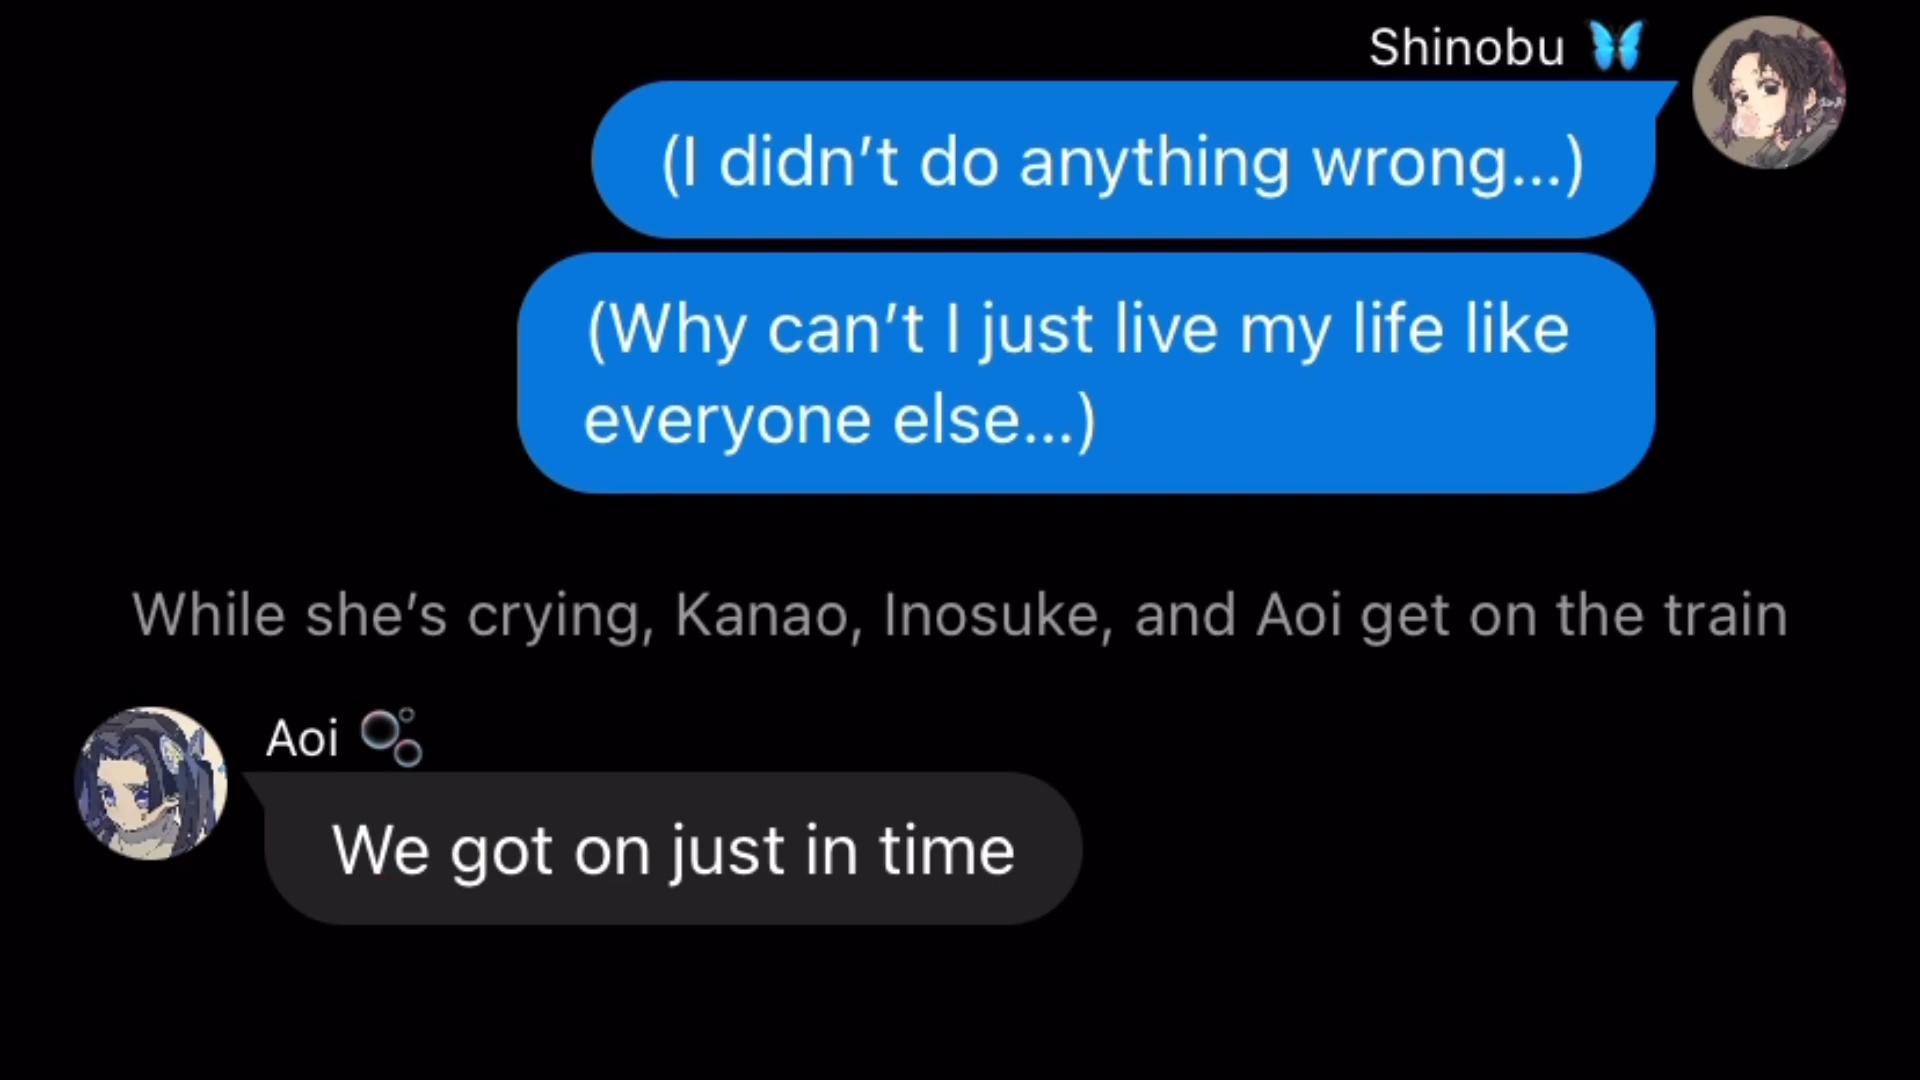 Shinobu 🦋
(I didn’t do anything wrong...)
(Why can’t I just live my life like
everyone else...)
While she’s crying, Kanao, Inosuke, and Aoi get on the train
Aoi 🫧
We got on just in time